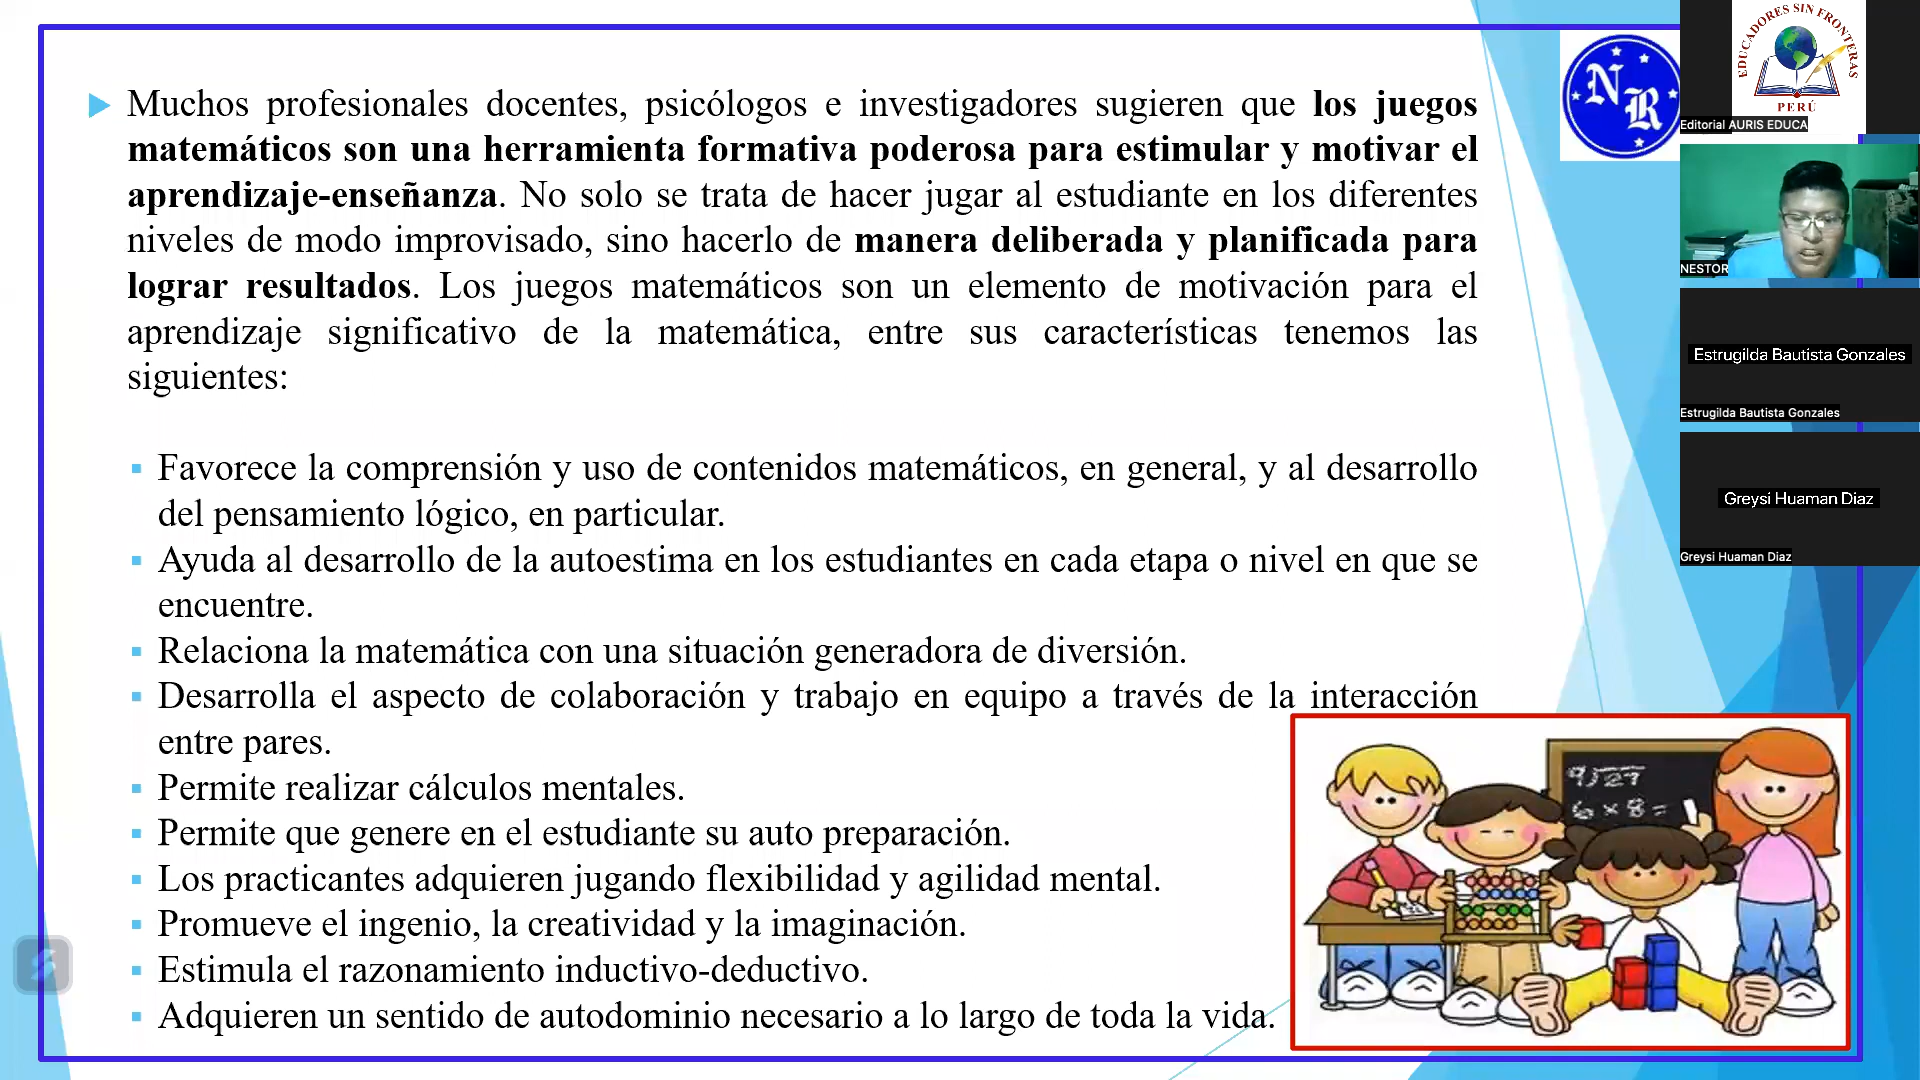 Muchos profesionales docentes, psicólogos e investigadores sugieren que los juegos
matemáticos son una herramienta formativa poderosa para estimular y motivar el
aprendizaje-enseñanza. No solo se trata de hacer jugar al estudiante en los diferentes
niveles de modo improvisado, sino hacerlo de manera deliberada y planificada para
lograr resultados. Los juegos matemáticos son un elemento de motivación para el
aprendizaje significativo de la matemática, entre sus características tenemos las
siguientes:
Favorece la comprensión y uso de contenidos matemáticos, en general, y al desarrollo
del pensamiento lógico, en particular.
Ayuda al desarrollo de la autoestima en los estudiantes en cada etapa o nivel en que se
encuentre.
Relaciona la matemática con una situación generadora de diversión.
Desarrolla el aspecto de colaboración y trabajo en equipo a través de la interacción
entre pares.
Permite realizar cálculos mentales.
Permite que genere en el estudiante su auto preparación.
Los practicantes adquieren jugando flexibilidad y agilidad mental.
Promueve el ingenio, la creatividad y la imaginación.
Estimula el razonamiento inductivo-deductivo.
Adquieren un sentido de autodominio necesario a lo largo de toda la vida.
9)27
6 x 8 =
NR
EDUCADORES SIN FRONTERAS
PERÚ
Editorial AURIS EDUCA
NESTOR
Estrugilda Bautista Gonzales
Estrugilda Bautista Gonzales
Greysi Huaman Diaz
Greysi Huaman Diaz